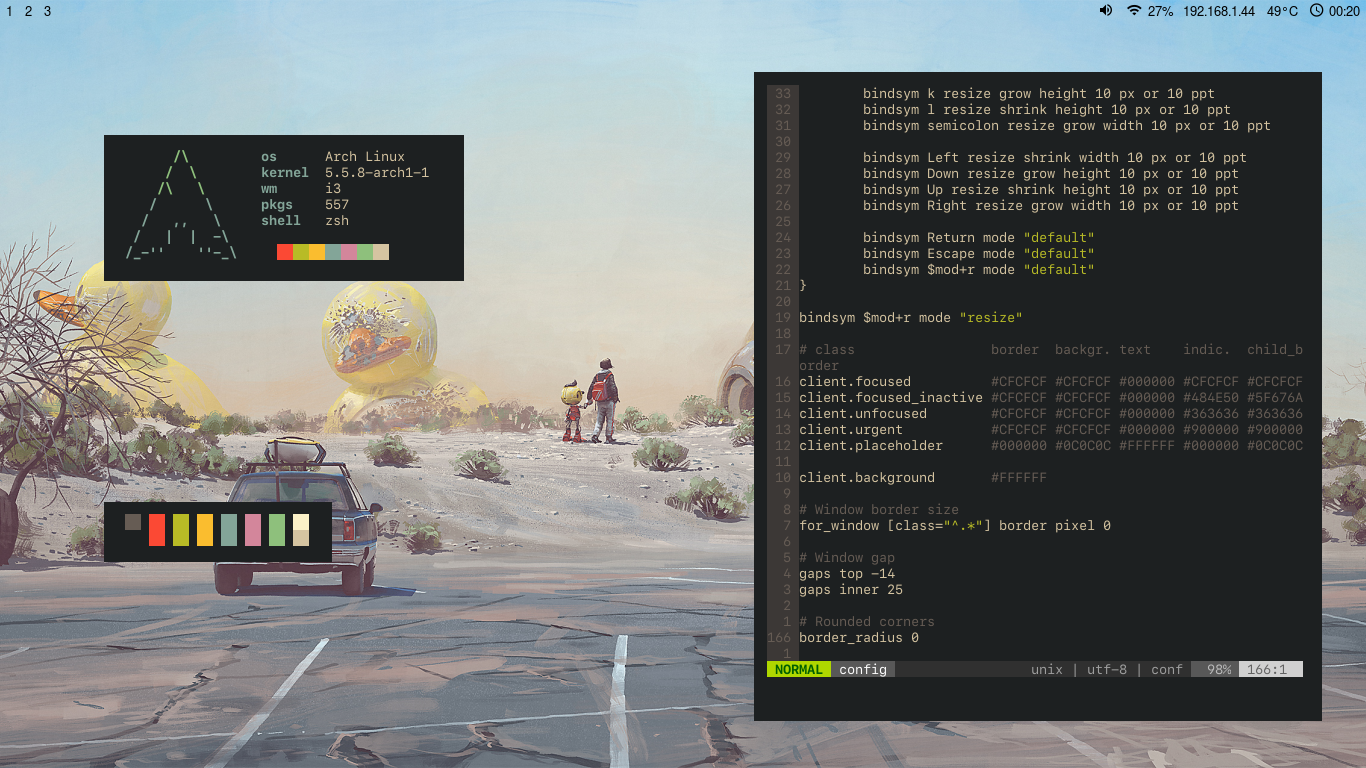 1 2 3
27% 192.168.1.44 49°C 00:20
os Arch Linux
kernel 5.5.8-arch1-1
wm i3
pkgs 557
shell zsh
33 bindsym k resize grow height 10 px or 10 ppt
32 bindsym l resize shrink height 10 px or 10 ppt
31 bindsym semicolon resize grow width 10 px or 10 ppt
30
29 bindsym Left resize shrink width 10 px or 10 ppt
28 bindsym Down resize grow height 10 px or 10 ppt
27 bindsym Up resize shrink height 10 px or 10 ppt
26 bindsym Right resize grow width 10 px or 10 ppt
25
24 bindsym Return mode "default"
23 bindsym Escape mode "default"
22 bindsym $mod+r mode "default"
21 }
20
19 bindsym $mod+r mode "resize"
18
17 # class border backgr. text indic. child_b
order
16 client.focused #CFCFCF #CFCFCF #000000 #CFCFCF #CFCFCF
15 client.focused_inactive #CFCFCF #CFCFCF #000000 #484E50 #5F676A
14 client.unfocused #CFCFCF #CFCFCF #000000 #363636 #363636
13 client.urgent #CFCFCF #CFCFCF #000000 #900000 #900000
12 client.placeholder #000000 #0C0C0C #FFFFFF #000000 #0C0C0C
11
10 client.background #FFFFFF
9
8 # Window border size
7 for_window [class="^.*"] border pixel 0
6
5 # Window gap
4 gaps top -14
3 gaps inner 25
2
1 # Rounded corners
166 border_radius 0
1
NORMAL config unix | utf-8 | conf 98% 166:1